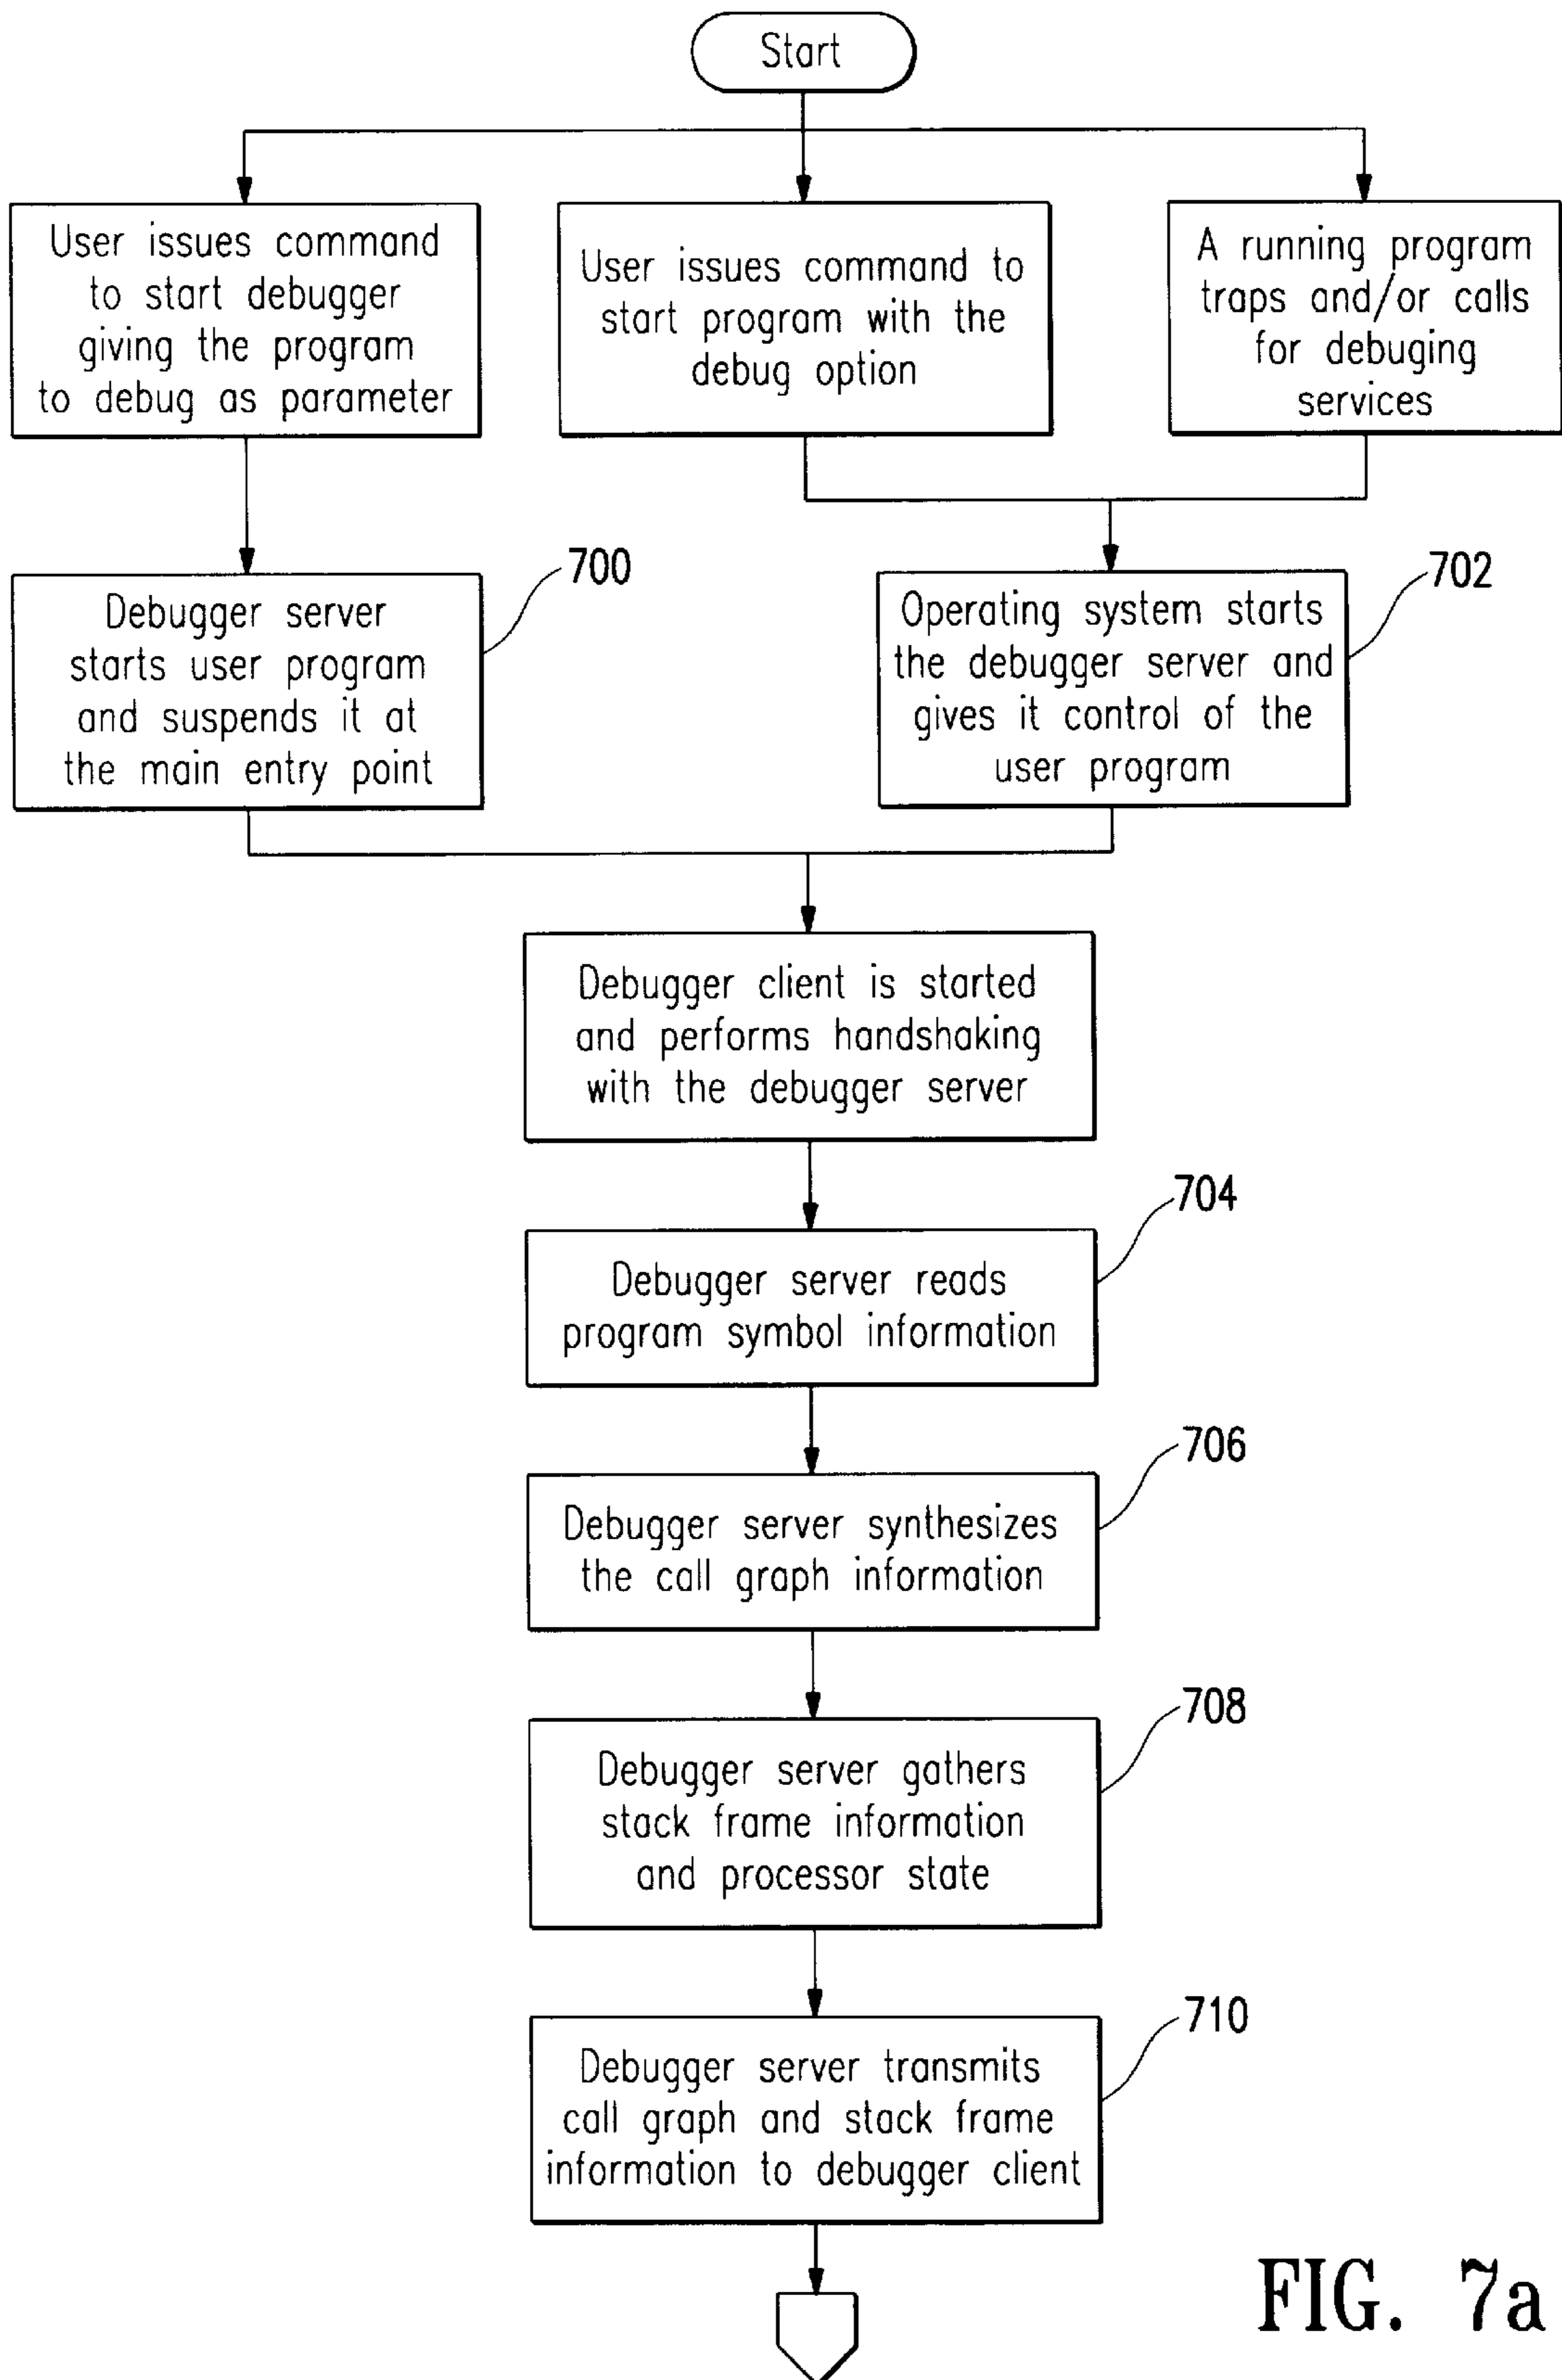 Start
User issues command
to start debugger
giving the program
to debug as parameter
User issues command to
start program with the
debug option
A running program
traps and/or calls
for debuging
services
700
Debugger server
starts user program
and suspends it at
the main entry point
702
Operating system starts
the debugger server and
gives it control of the
user program
Debugger client is started
and performs handshaking
with the debugger server
704
Debugger server reads
program symbol information
706
Debugger server synthesizes
the call graph information
708
Debugger server gathers
stack frame information
and processor state
710
Debugger server transmits
call graph and stack frame
information to debugger client
FIG. 7a